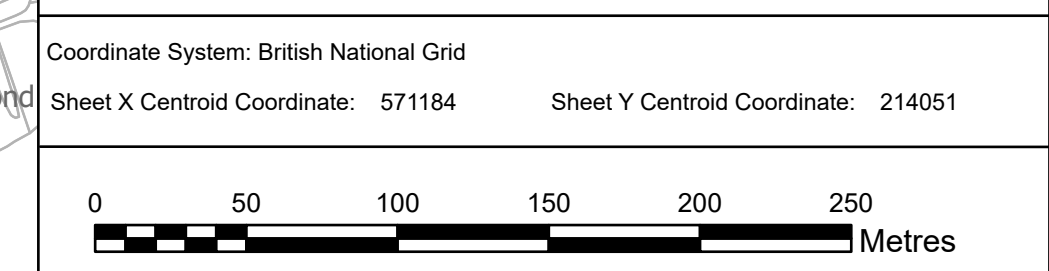 Coordinate System: British National Grid
Sheet X Centroid Coordinate: 571184 Sheet Y Centroid Coordinate: 214051
0 50 100 150 200 250
Metres